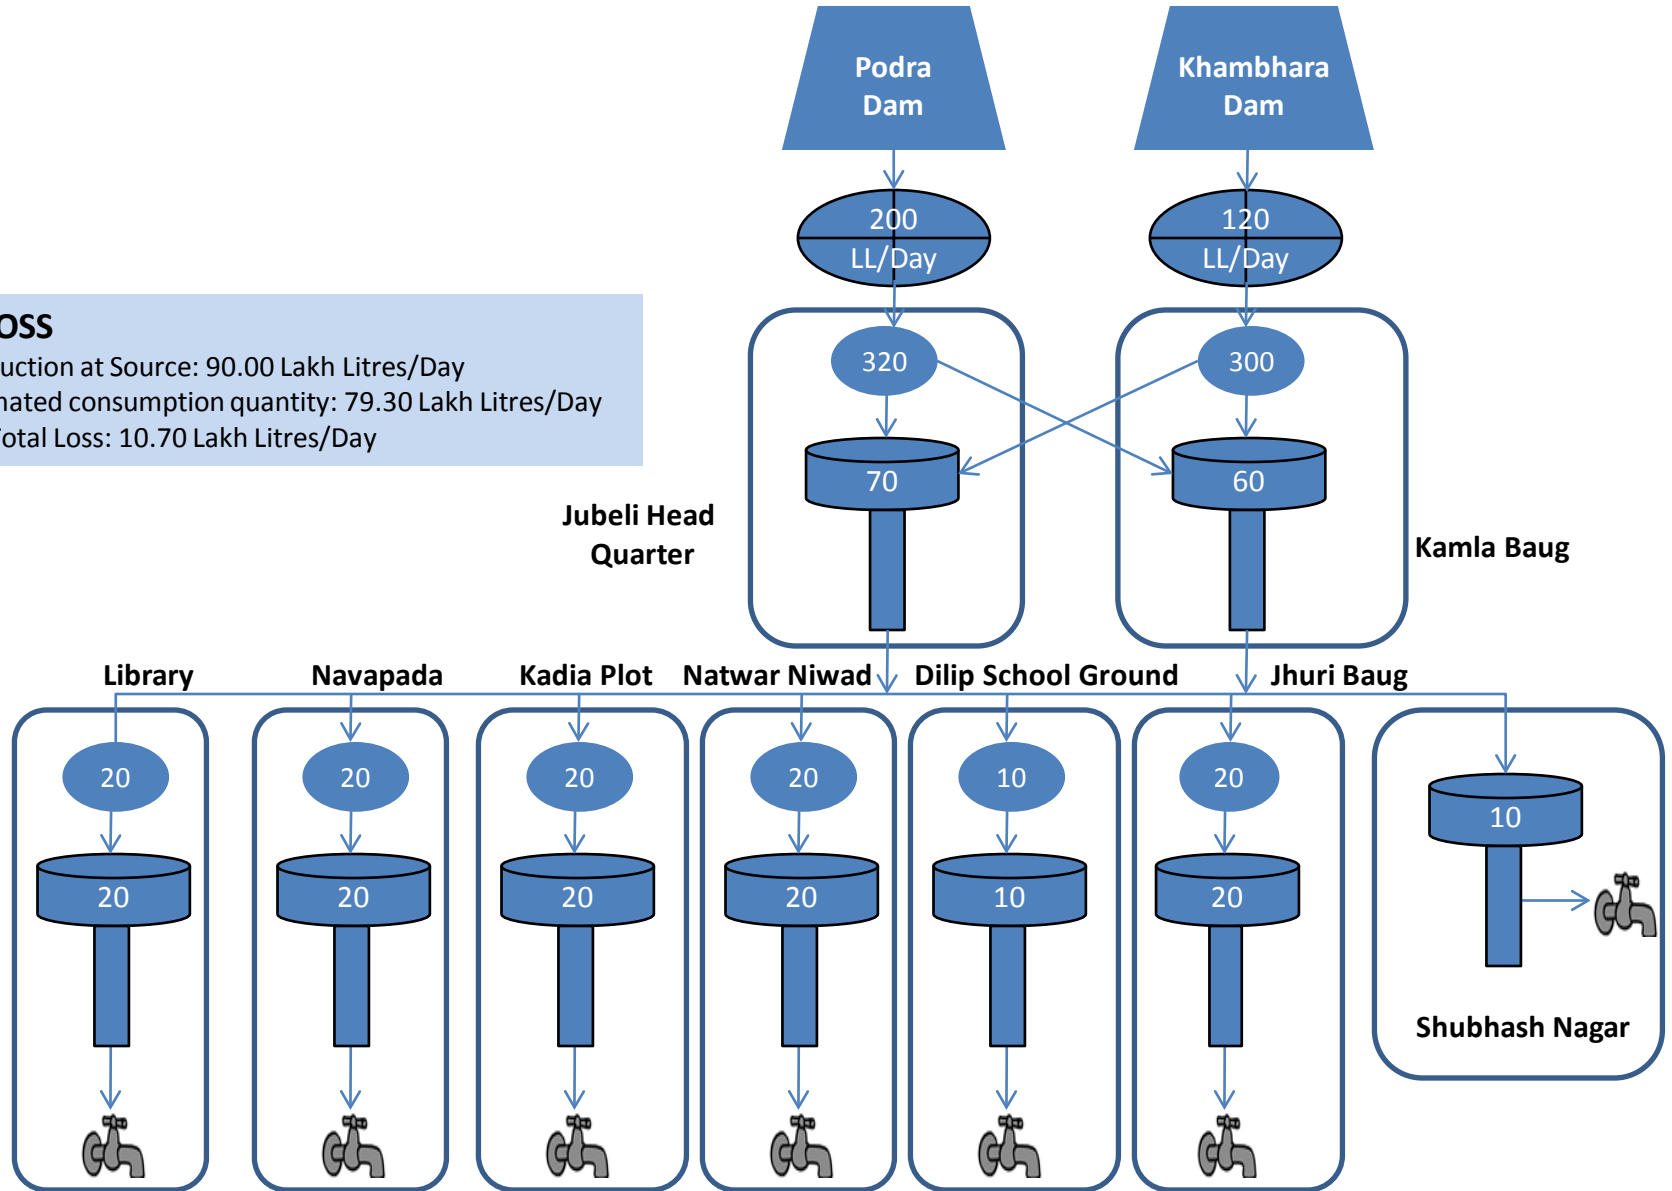 Podra
Dam
Khambhara
Dam
200
LL/Day
120
LL/Day
OSS
uction at Source: 90.00 Lakh Litres/Day
nated consumption quantity: 79.30 Lakh Litres/Day
Total Loss: 10.70 Lakh Litres/Day
320
300
70
60
Jubeli Head
Quarter
Kamla Baug
Library
Navapada
Kadia Plot
Natwar Niwad
Dilip School Ground
Jhuri Baug
20
20
20
20
10
20
10
20
20
20
20
10
20
Shubhash Nagar